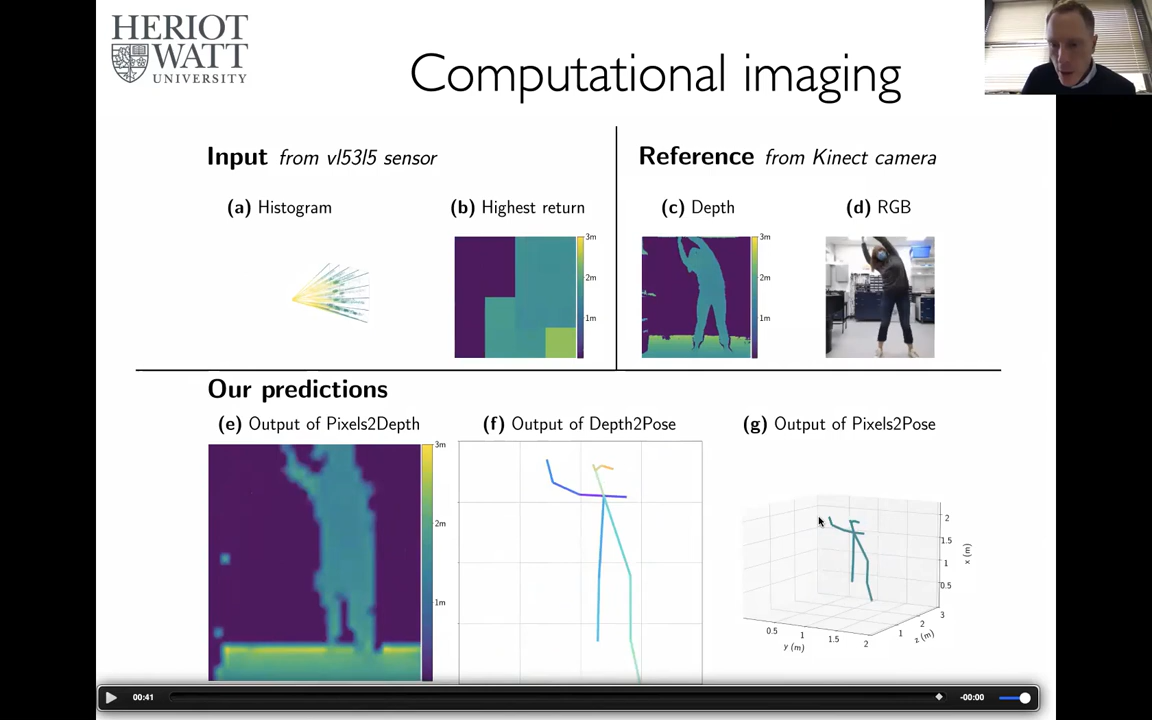 HERIOT
WATT
UNIVERSITY
Computational imaging
Input from vl53l5 sensor
Reference from Kinect camera
(a) Histogram
(b) Highest return
(c) Depth
(d) RGB
3m
2m
1m
3m
2m
1m
Our predictions
(e) Output of Pixels2Depth
(f) Output of Depth2Pose
(g) Output of Pixels2Pose
3m
2m
1m
2
1.5
1
0.5
x (m)
3
2
1
z (m)
0.5
1
1.5
2
y (m)
00:41
-00:00